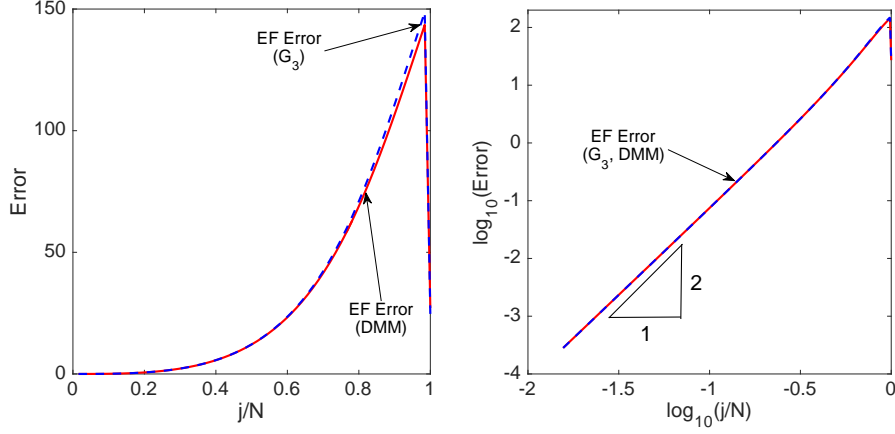 150
100
50
0
Error
0
0.2
0.4
0.6
0.8
1
j/N
EF Error
(G3)
EF Error
(DMM)
2
1
0
-1
-2
-3
-4
log10(Error)
-2
-1.5
-1
-0.5
0
log10(j/N)
EF Error
(G3, DMM)
2
1